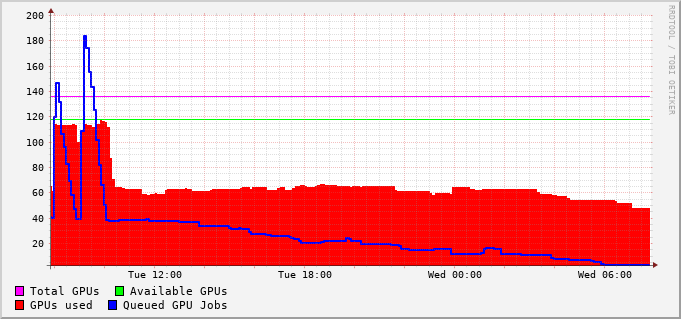 200
180
160
140
120
100
80
60
40
20
Tue 12:00 Tue 18:00 Wed 00:00 Wed 06:00
Total GPUs Available GPUs
GPUs used Queued GPU Jobs
RRDTOOL / TOBI OETIKER